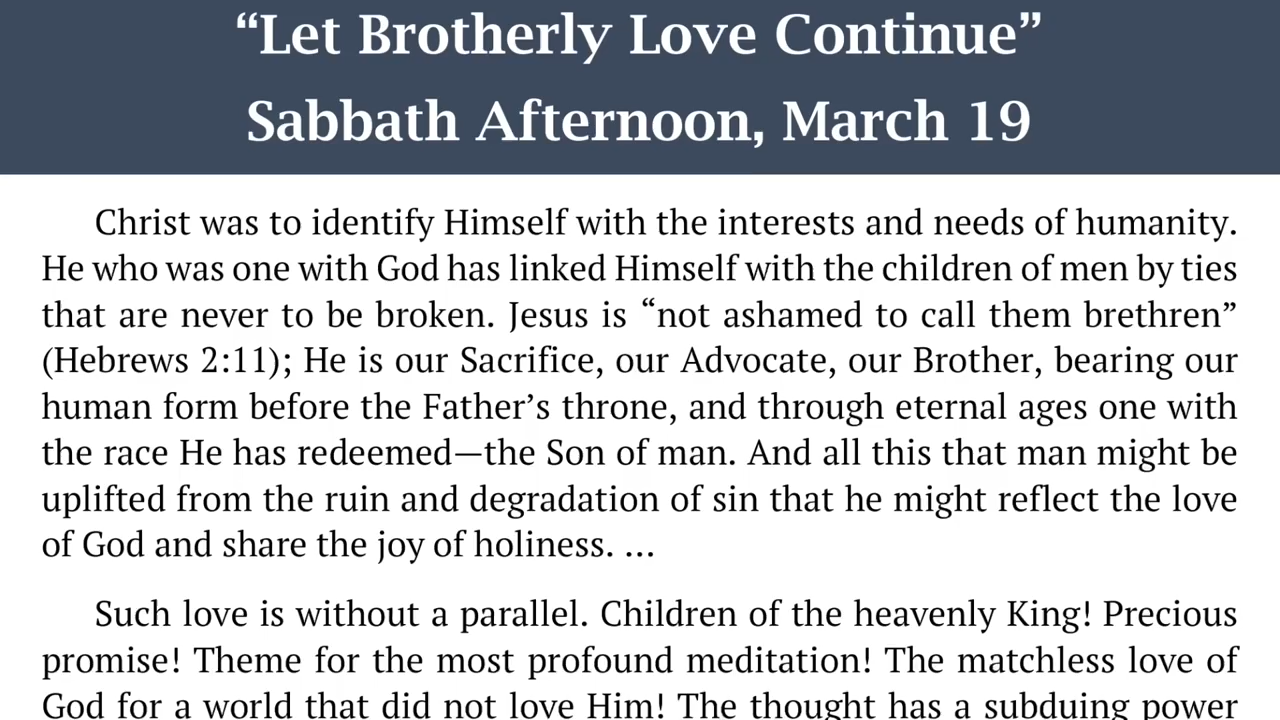 “Let Brotherly Love Continue”
Sabbath Afternoon, March 19
Christ was to identify Himself with the interests and needs of humanity.
He who was one with God has linked Himself with the children of men by ties
that are never to be broken. Jesus is “not ashamed to call them brethren”
(Hebrews 2:11); He is our Sacrifice, our Advocate, our Brother, bearing our
human form before the Father’s throne, and through eternal ages one with
the race He has redeemed—the Son of man. And all this that man might be
uplifted from the ruin and degradation of sin that he might reflect the love
of God and share the joy of holiness. ...
Such love is without a parallel. Children of the heavenly King! Precious
promise! Theme for the most profound meditation! The matchless love of
God for a world that did not love Him! The thought has a subduing power